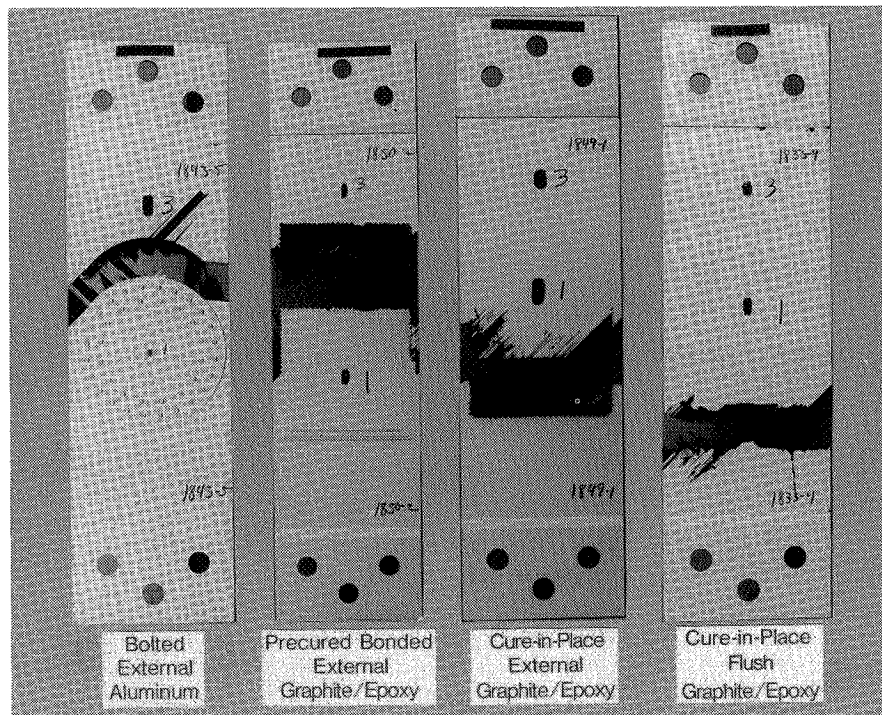 1843-5
3
1
1843-5
Bolted
External
Aluminum
1850-2
3
1
1850-2
Precured Bonded
External
Graphite/Epoxy
1849-1
3
1
1849-1
Cure-in-Place
External
Graphite/Epoxy
1833-4
3
1
1833-4
Cure-in-Place
Flush
Graphite/Epoxy